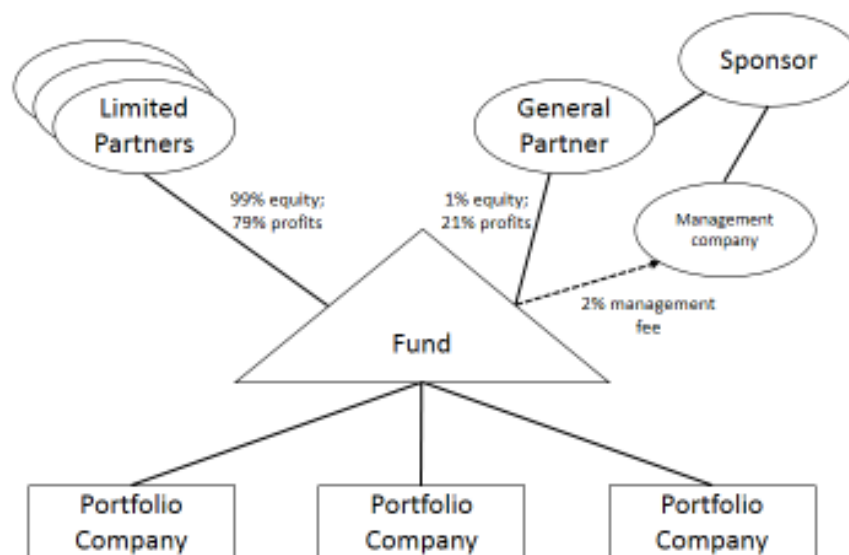 Sponsor
Limited
Partners
General
Partner
99% equity;
79% profits
1% equity;
21% profits
Management
company
2% management
fee
Fund
Portfolio
Company
Portfolio
Company
Portfolio
Company